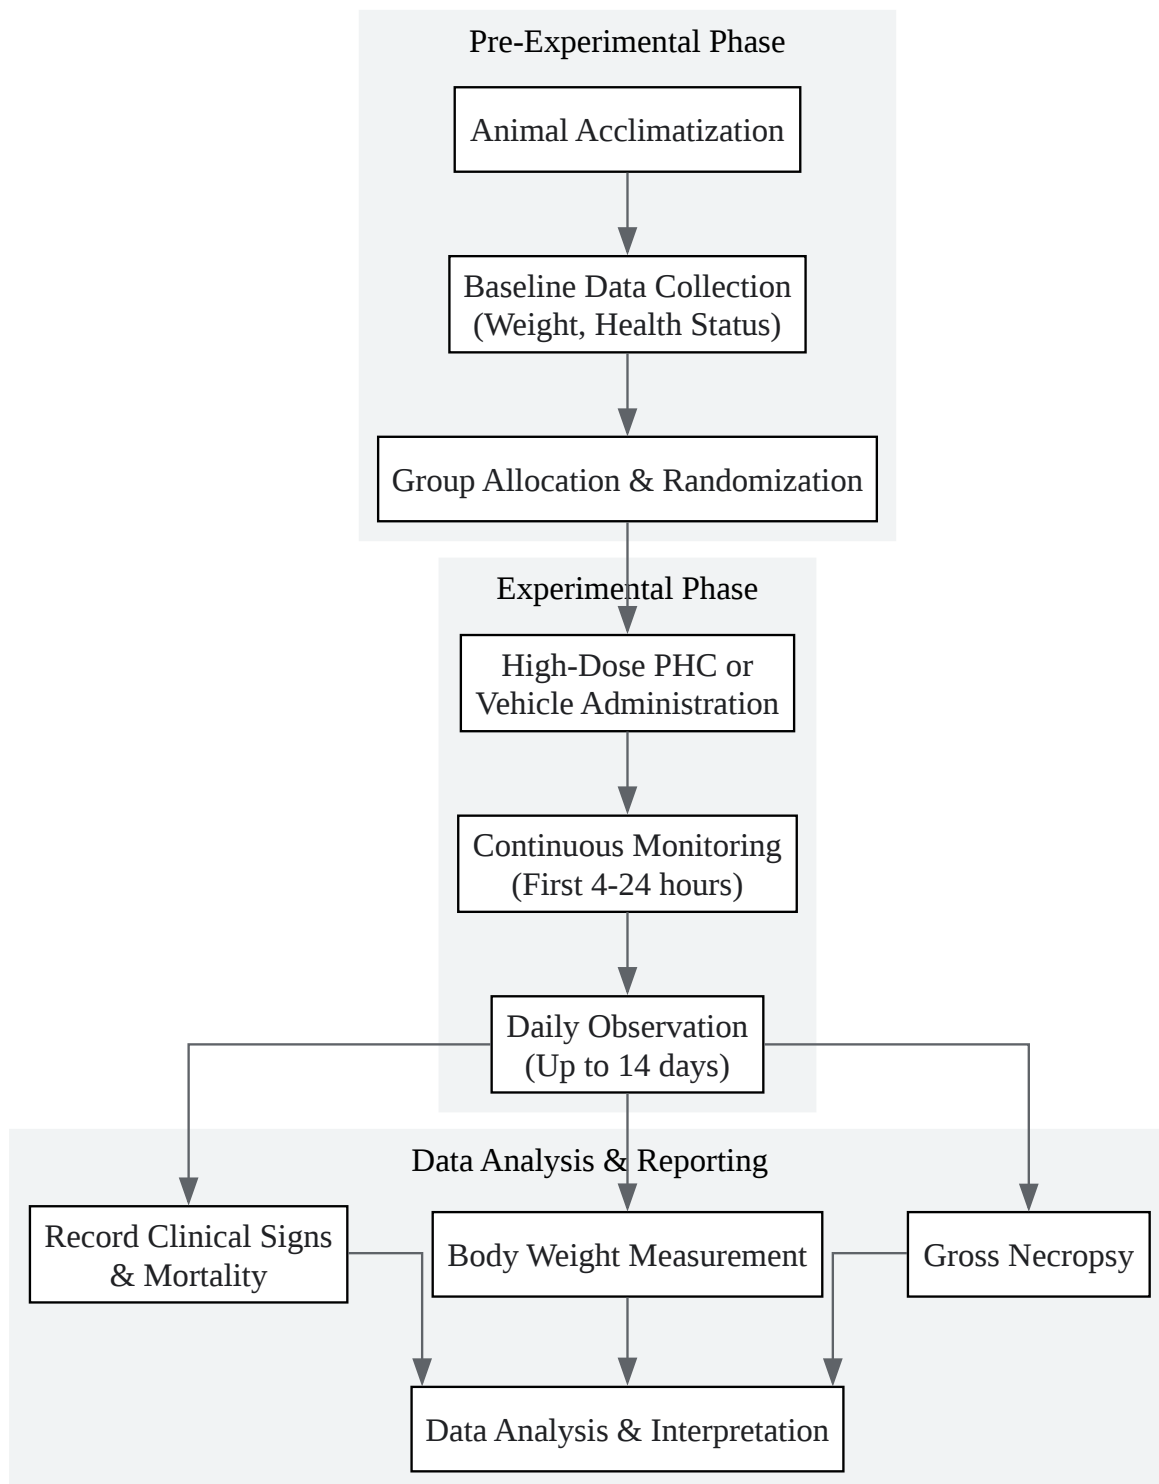 Pre-Experimental Phase
Animal Acclimatization
Baseline Data Collection
(Weight, Health Status)
Group Allocation & Randomization
Experimental Phase
High-Dose PHC or
Vehicle Administration
Continuous Monitoring
(First 4-24 hours)
Daily Observation
(Up to 14 days)
Data Analysis & Reporting
Record Clinical Signs
& Mortality
Body Weight Measurement
Gross Necropsy
Data Analysis & Interpretation